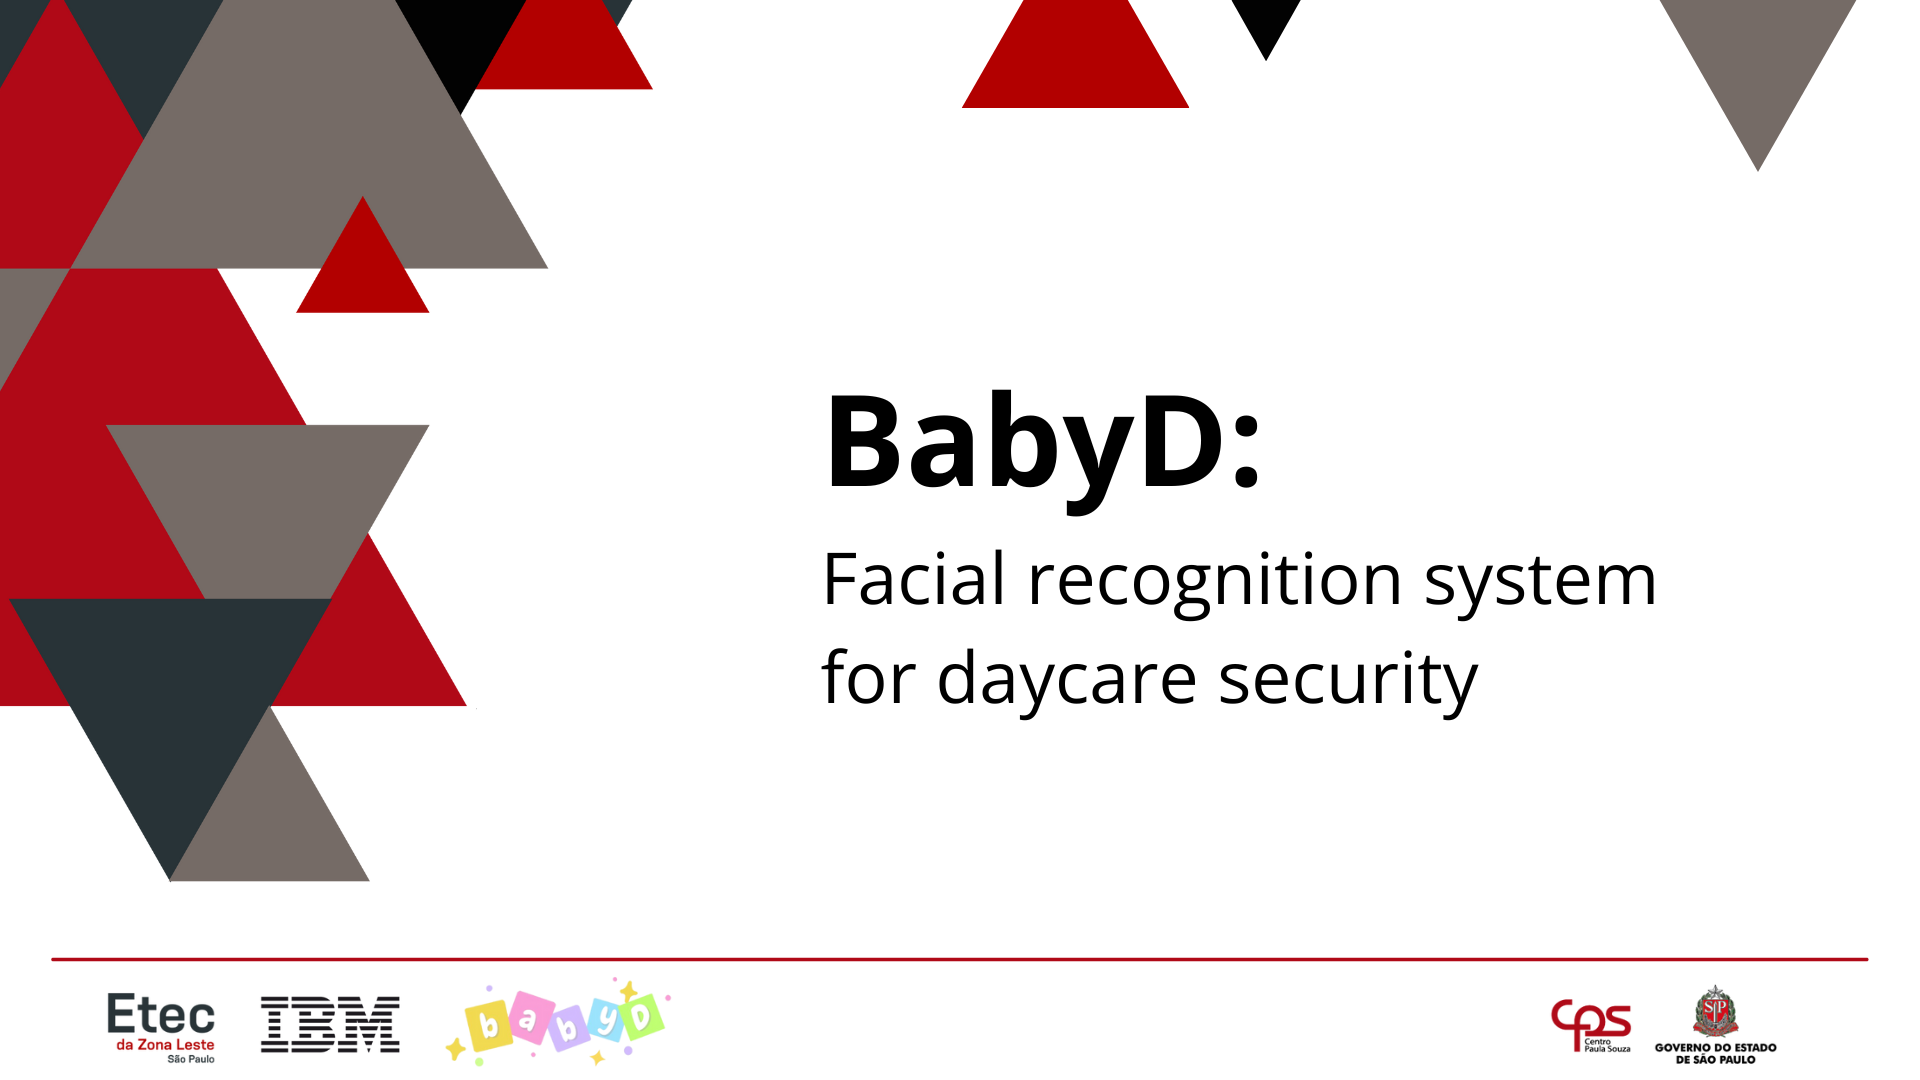 BabyD:
Facial recognition system
for daycare security
Etec
da Zona Leste
São Paulo
IBM
babyD
CPS
Centro
Paula Souza
SP
GOVERNO DO ESTADO
DE SÃO PAULO